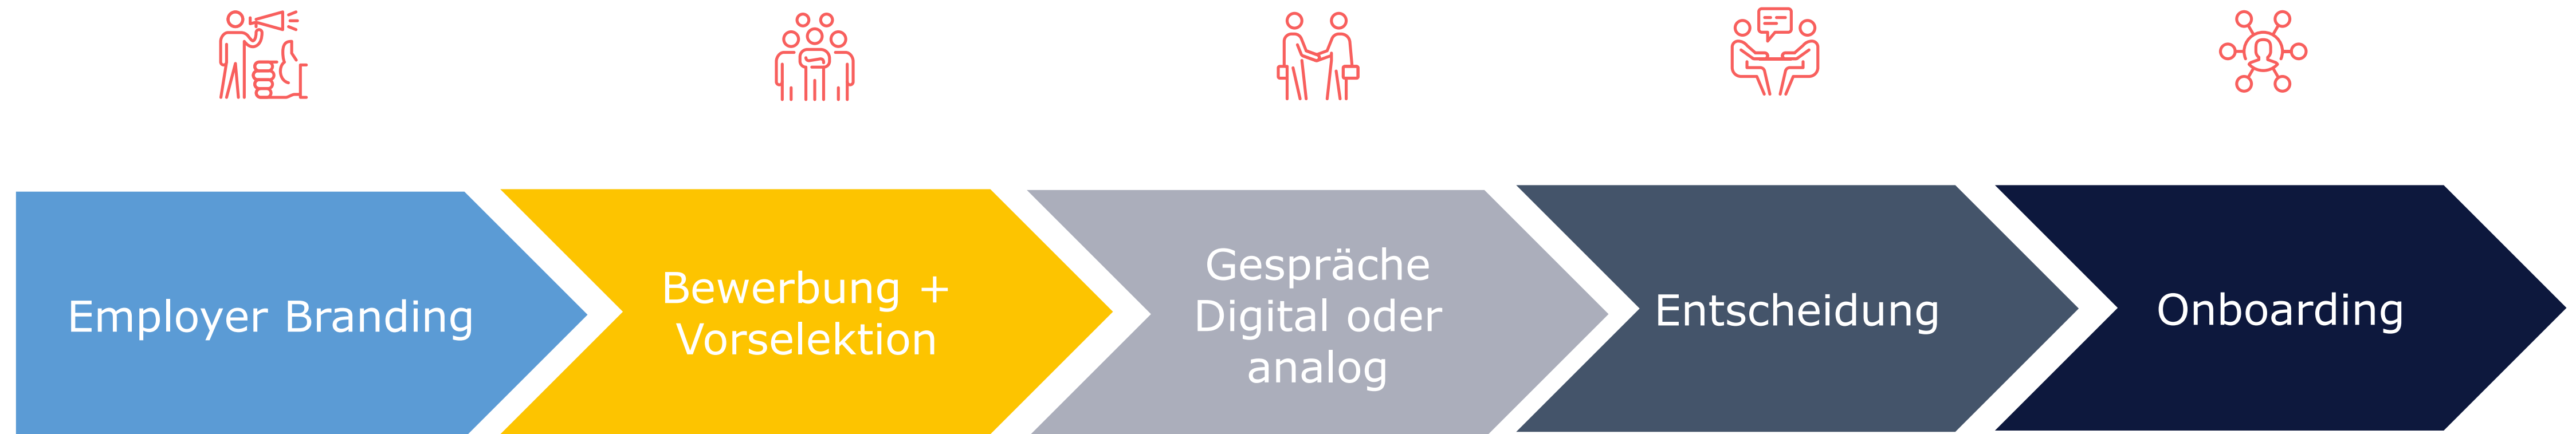 Employer Branding
Bewerbung +
Vorselektion
Gespräche
Digital oder
analog
Entscheidung
Onboarding